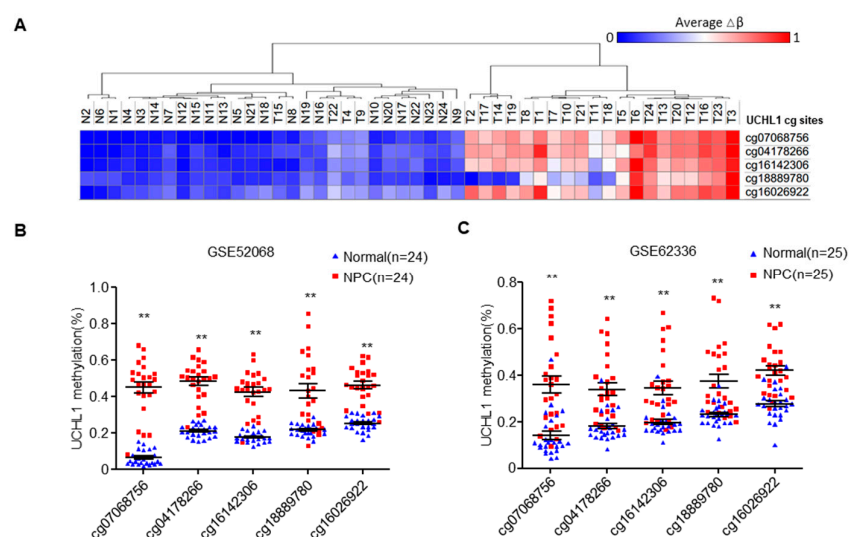 A
Average △β
0
1
N2 N6 N1 N4 N3 N14 N7 N12 N15 N11 N13 N5 N21 N18 T15 N8 N19 N16 T22 T4 T9 N10 N20 N17 N22 N23 N24 N9 T2 T17 T14 T19 T8 T1 T7 T10 T21 T11 T18 T5 T6 T24 T13 T20 T12 T16 T23 T3
UCHL1 cg sites
cg07068756
cg04178266
cg16142306
cg18889780
cg16026922
B
GSE52068
Normal(n=24)
NPC(n=24)
UCHL1 methylation(%)
1.0
0.8
0.6
0.4
0.2
0
** ** ** ** **
cg07068756
cg04178266
cg16142306
cg18889780
cg16026922
C
GSE62336
Normal(n=25)
NPC(n=25)
UCHL1 methylation(%)
0.8
0.6
0.4
0.2
0
** ** ** ** **
cg07068756
cg04178266
cg16142306
cg18889780
cg16026922